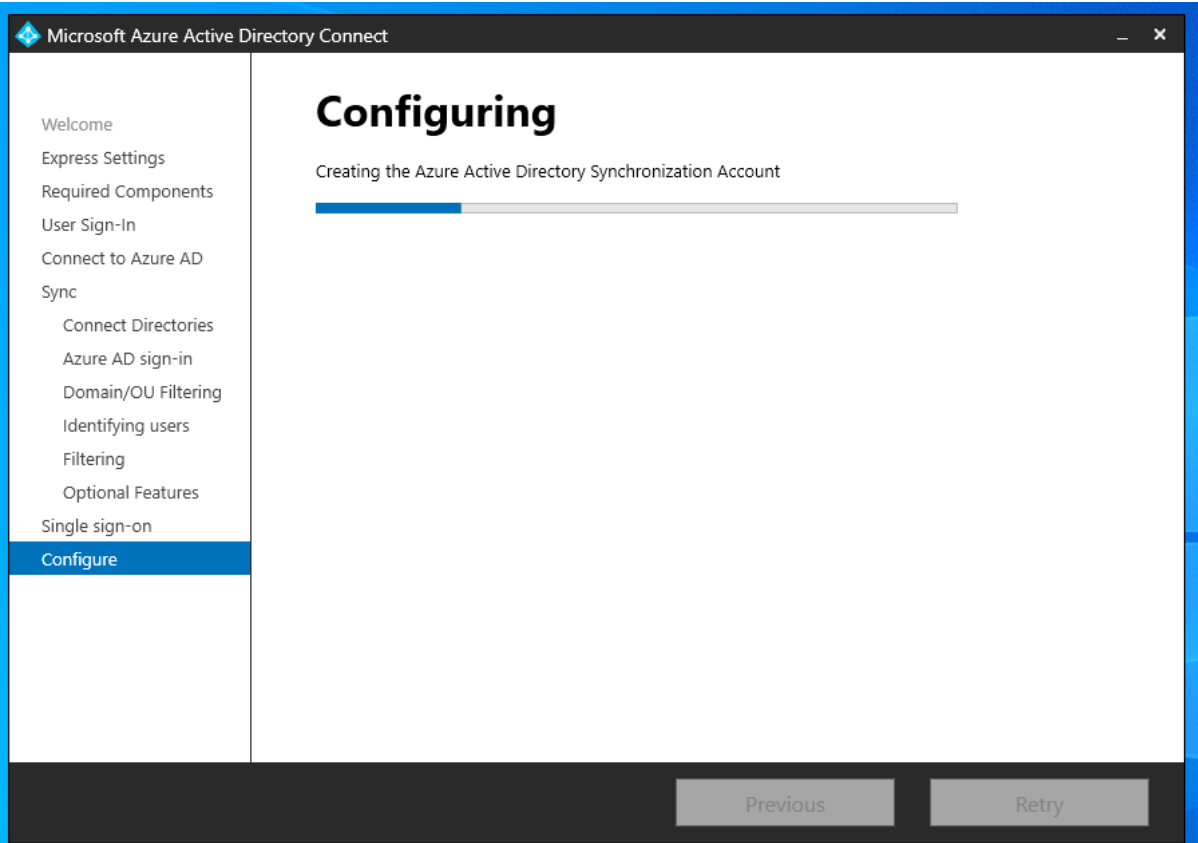 Microsoft Azure Active Directory Connect
Welcome
Express Settings
Required Components
User Sign-In
Connect to Azure AD
Sync
Connect Directories
Azure AD sign-in
Domain/OU Filtering
Identifying users
Filtering
Optional Features
Single sign-on
Configure
Configuring
Creating the Azure Active Directory Synchronization Account
Previous
Retry